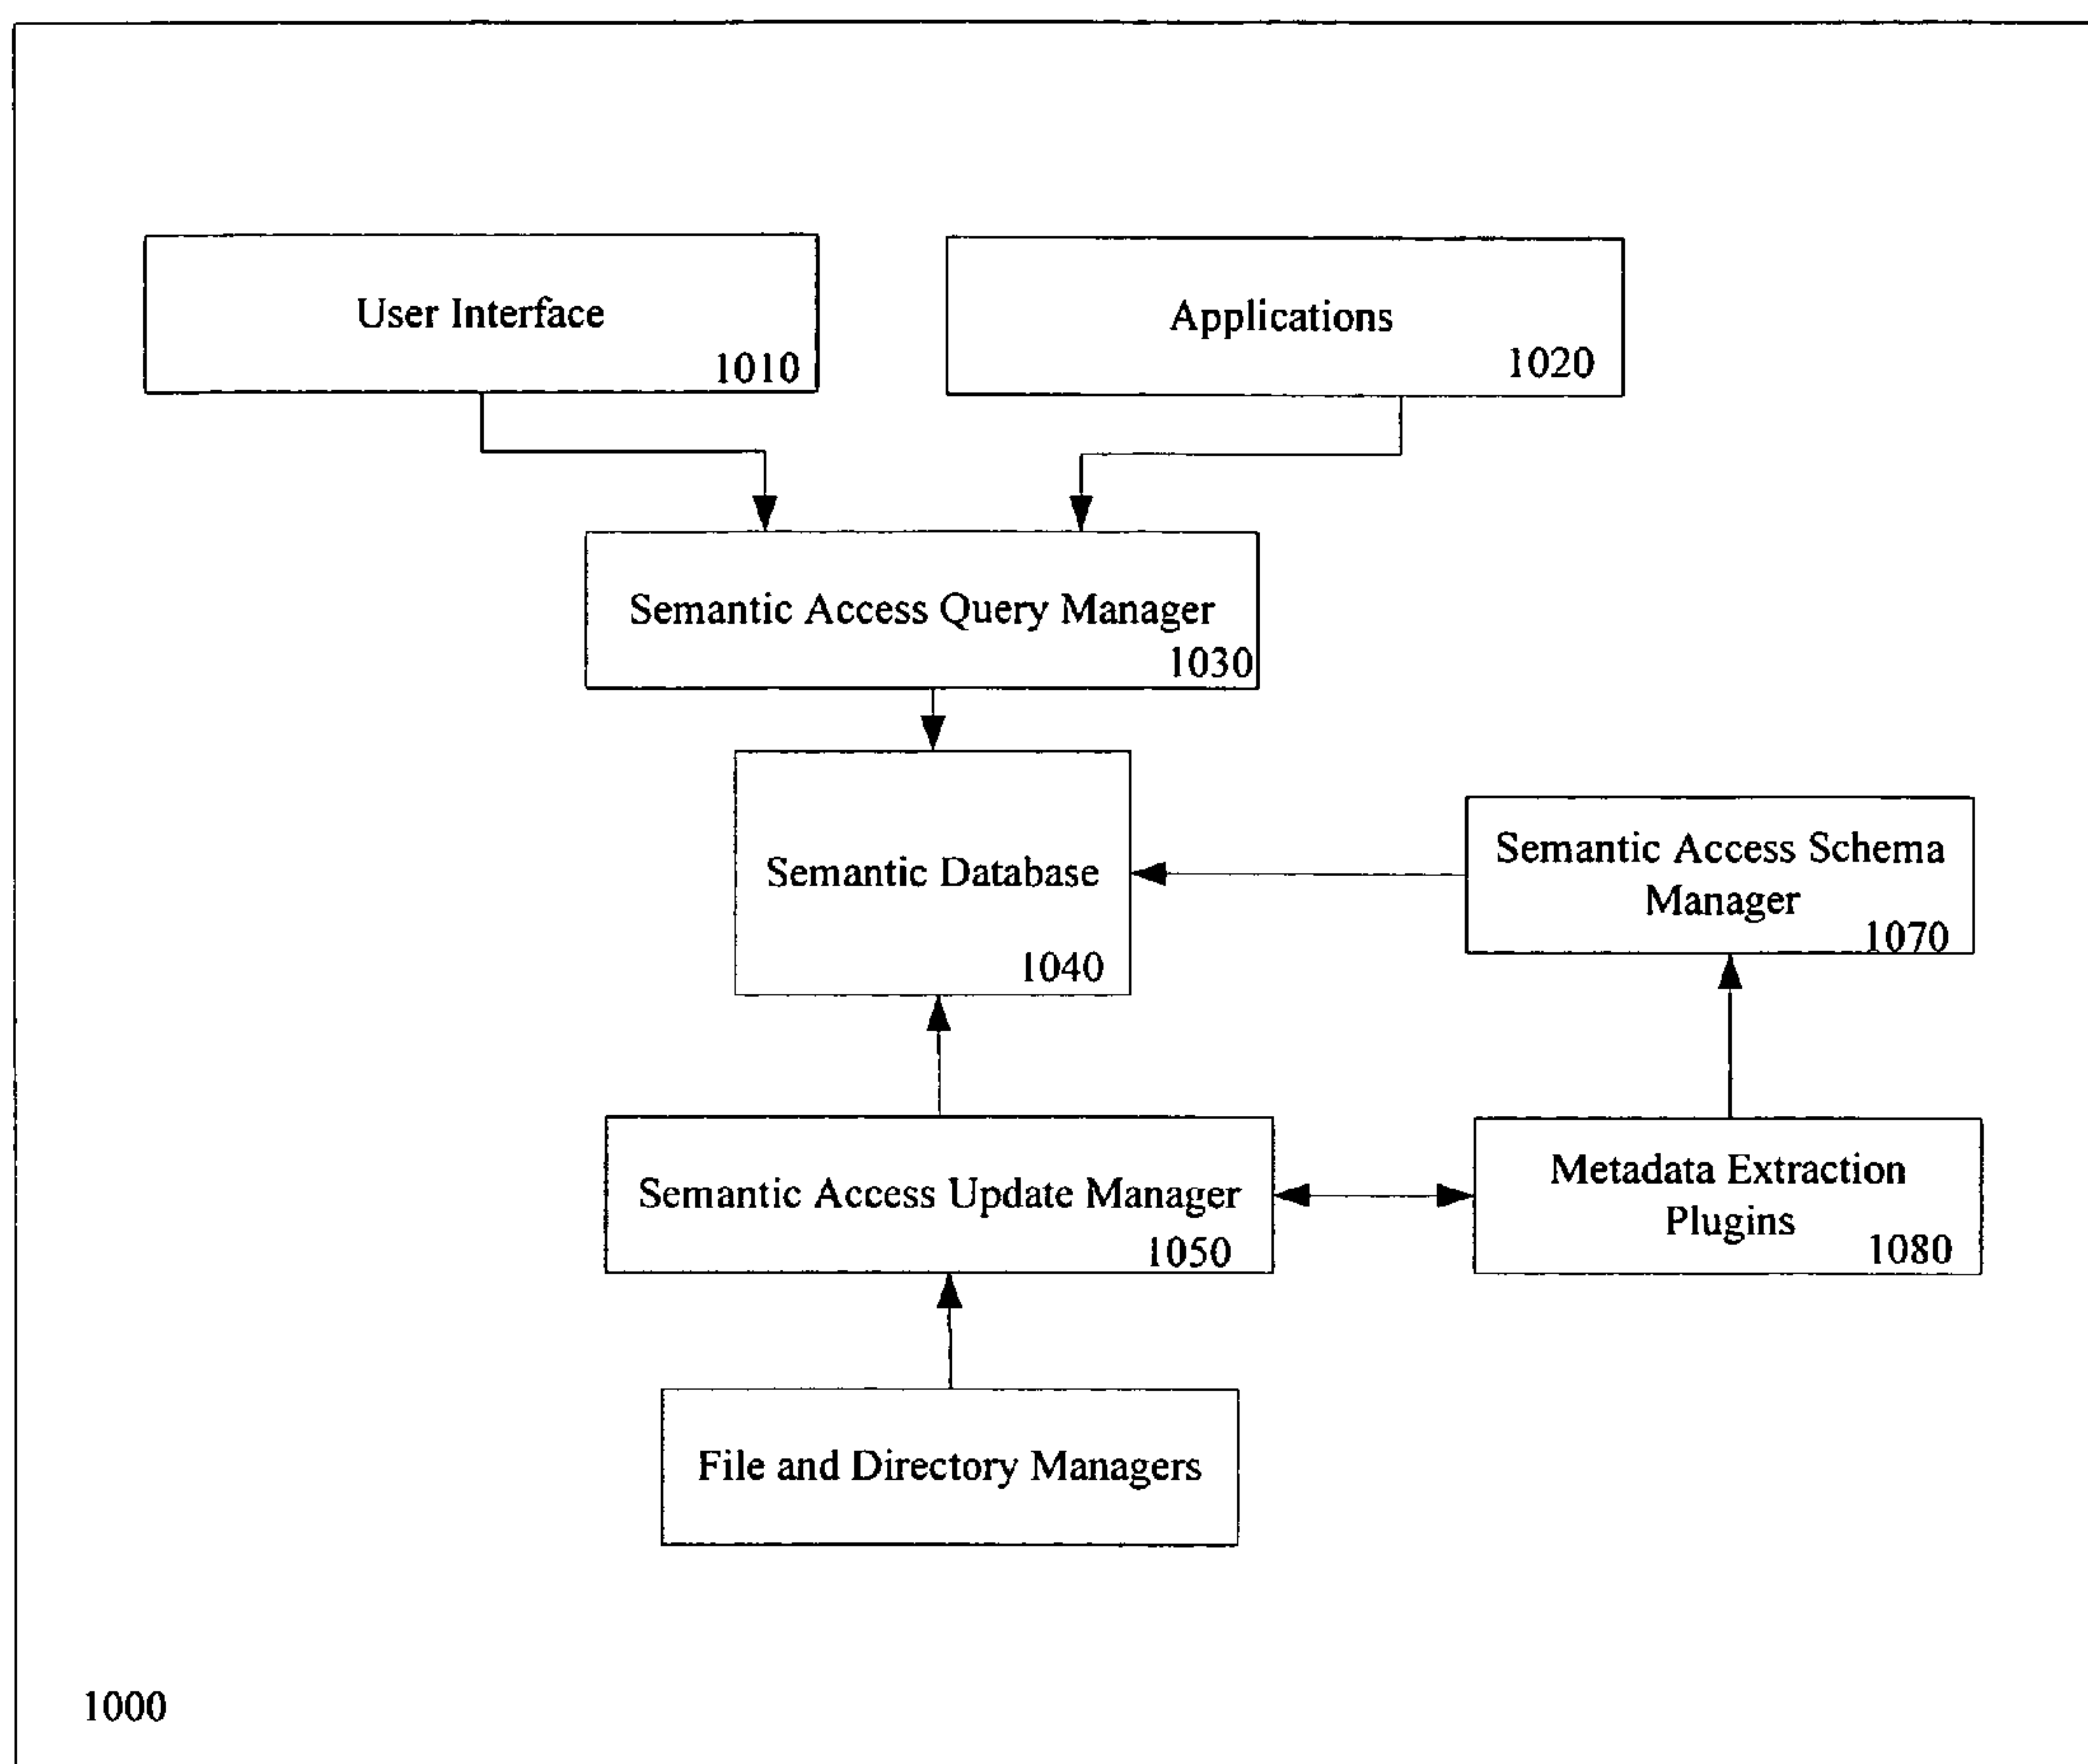 User Interface
1010
Applications
1020
Semantic Access Query Manager
1030
Semantic Database
1040
Semantic Access Schema
Manager
1070
Semantic Access Update Manager
1050
Metadata Extraction
Plugins
1080
File and Directory Managers
1000